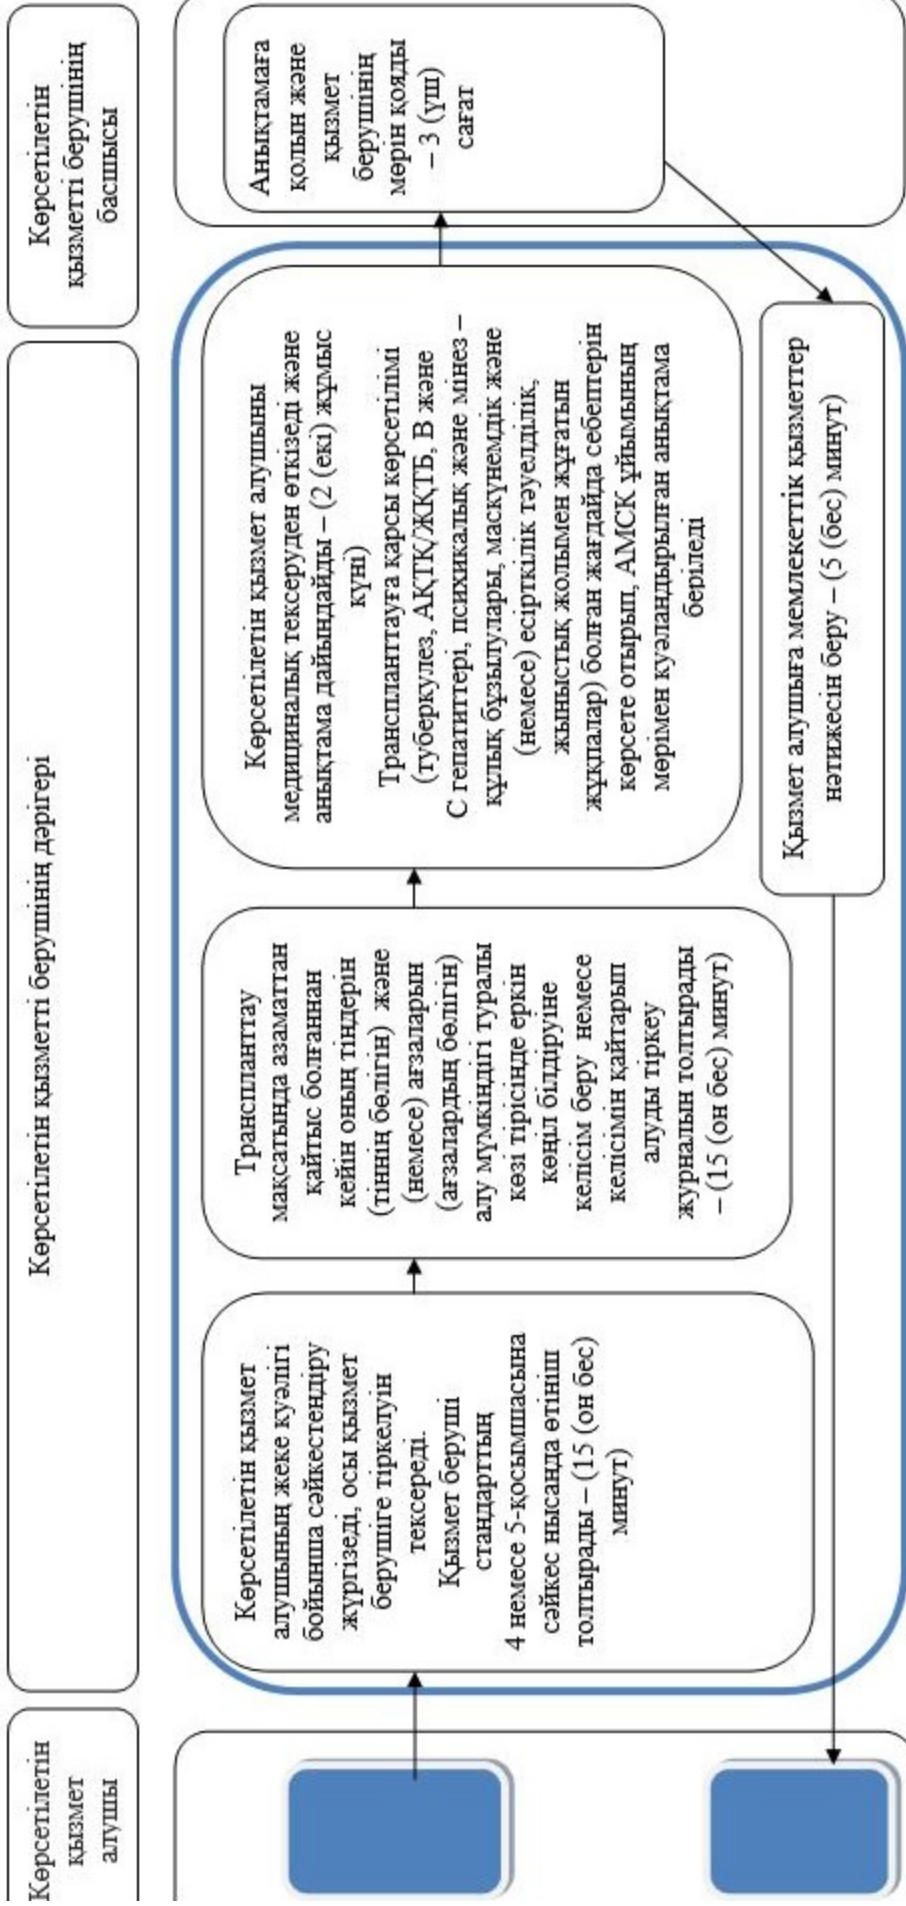 Көрсетілетін
қызмет
алушы
Көрсетілетін қызметті берушінің дәрігері
Көрсетілетін
қызметті берушінің
басшысы
Көрсетілетін қызмет
алушының жеке куәлігі
бойынша сәйкестендіру
жүргізеді, осы қызмет
берушіге тіркелуін
тексереді.
Қызмет беруші
стандарттың
4 немесе 5-қосымшасына
сәйкес нысанда өтініш
толтырады – (15 (он бес)
минут)
Транспланттау
мақсатында азаматтан
қайтыс болғаннан
кейін оның тіндерін
(тіннің бөлігін) және
(немесе) ағзаларын
(ағзалардың бөлігін)
алу мүмкіндігі туралы
көзі тірісінде еркін
көңіл білдіруіне
келісім беру немесе
келісімін қайтарып
алуды тіркеу
журналын толтырады
– (15 (он бес) минут)
Көрсетілетін қызмет алушыны
медициналық тексеруден өткізеді және
анықтама дайындайды – (2 (екі) жұмыс
күні)
Транспланттауға қарсы көрсетілімі
(туберкулез, АҚТҚ/ЖҚТБ, В және
С гепатиттері, психикалық және мінез –
құлық бұзылулары, маскүнемдік және
(немесе) есірткілік тәуелділік,
жыныстық жолымен жұғатын
жұқпалар) болған жағдайда себептерін
көрсете отырып, АМСК ұйымының
мөрімен куәландырылған анықтама
беріледі
Анықтамаға
қолын және
қызмет
берушінің
мөрін қояды
– 3 (үш)
сағат
Қызмет алушыға мемлекеттік қызметтер
нәтижесін беру – (5 (бес) минут)